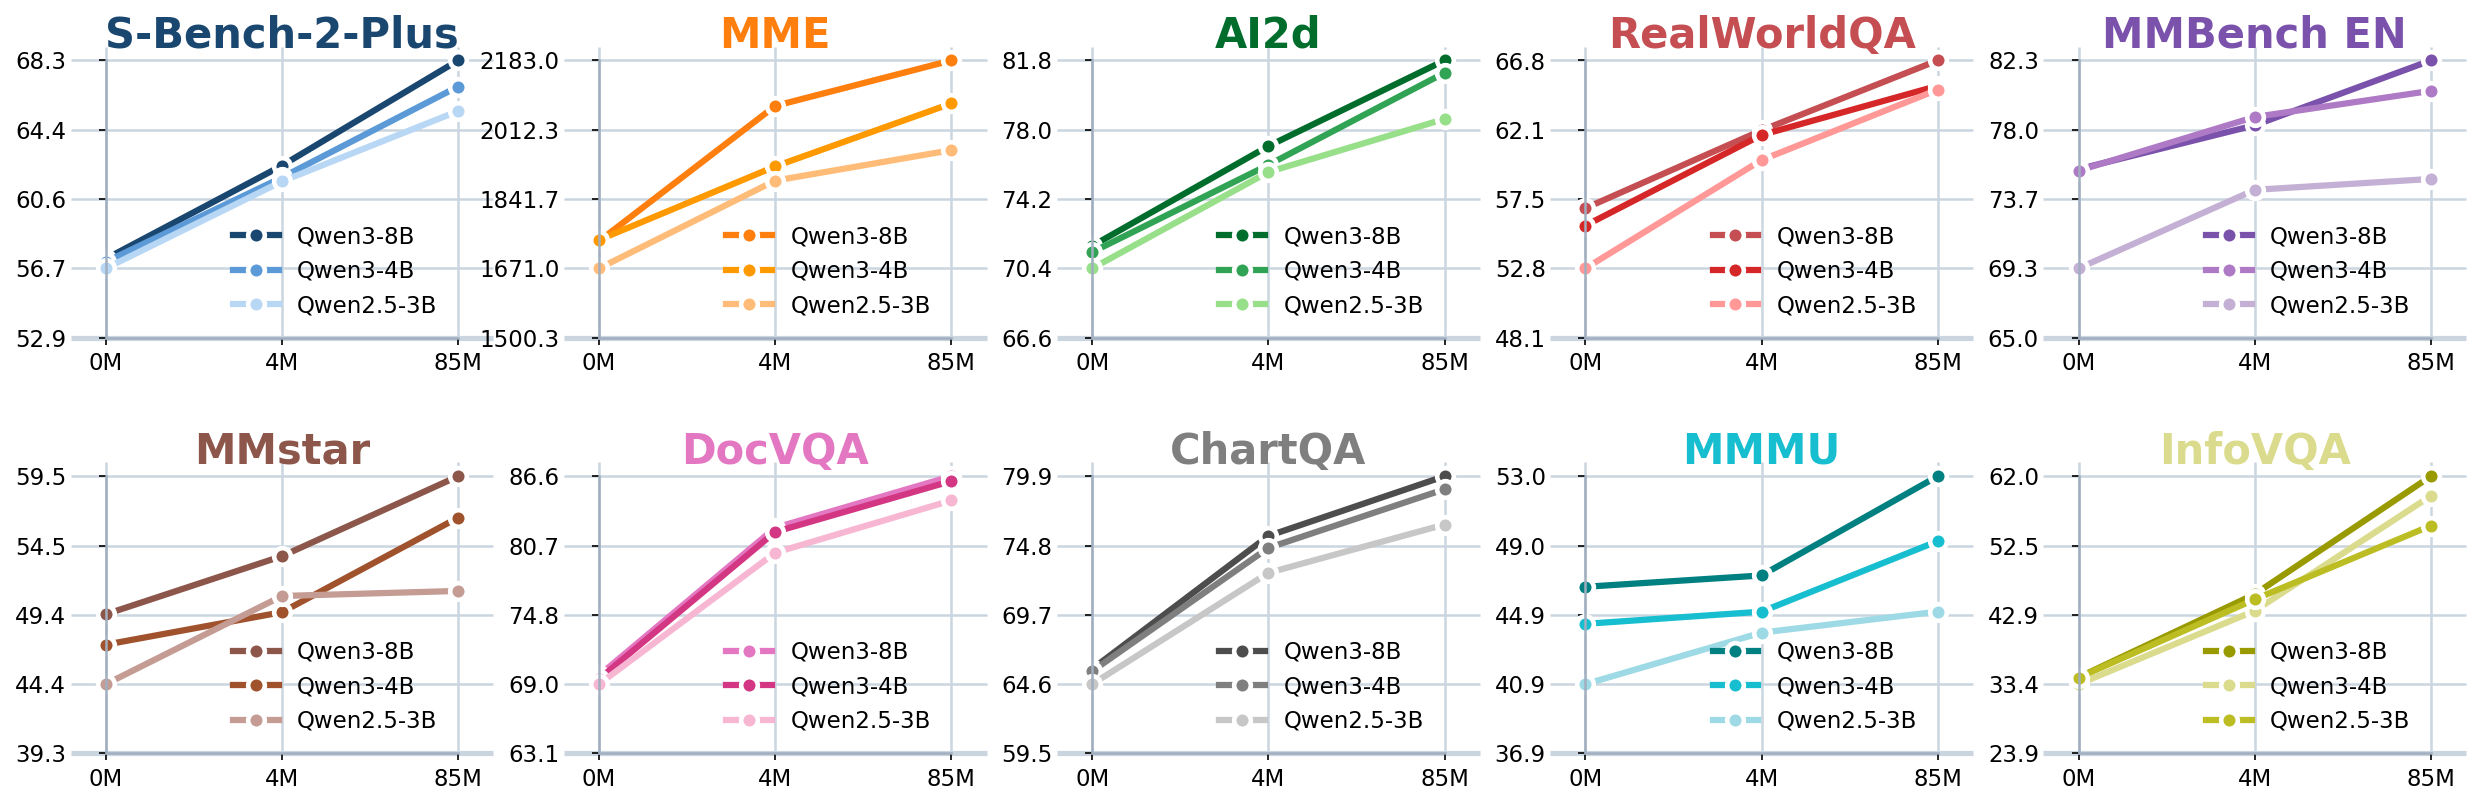 S-Bench-2-Plus
68.3
64.4
60.6
56.7
52.9
0M 4M 85M
Qwen3-8B
Qwen3-4B
Qwen2.5-3B
MME
2183.0
2012.3
1841.7
1671.0
1500.3
0M 4M 85M
Qwen3-8B
Qwen3-4B
Qwen2.5-3B
AI2d
81.8
78.0
74.2
70.4
66.6
0M 4M 85M
Qwen3-8B
Qwen3-4B
Qwen2.5-3B
RealWorldQA
66.8
62.1
57.5
52.8
48.1
0M 4M 85M
Qwen3-8B
Qwen3-4B
Qwen2.5-3B
MMBench EN
82.3
78.0
73.7
69.3
65.0
0M 4M 85M
Qwen3-8B
Qwen3-4B
Qwen2.5-3B
MMstar
59.5
54.5
49.4
44.4
39.3
0M 4M 85M
Qwen3-8B
Qwen3-4B
Qwen2.5-3B
DocVQA
86.6
80.7
74.8
69.0
63.1
0M 4M 85M
Qwen3-8B
Qwen3-4B
Qwen2.5-3B
ChartQA
79.9
74.8
69.7
64.6
59.5
0M 4M 85M
Qwen3-8B
Qwen3-4B
Qwen2.5-3B
MMMU
53.0
49.0
44.9
40.9
36.9
0M 4M 85M
Qwen3-8B
Qwen3-4B
Qwen2.5-3B
InfoVQA
62.0
52.5
42.9
33.4
23.9
0M 4M 85M
Qwen3-8B
Qwen3-4B
Qwen2.5-3B